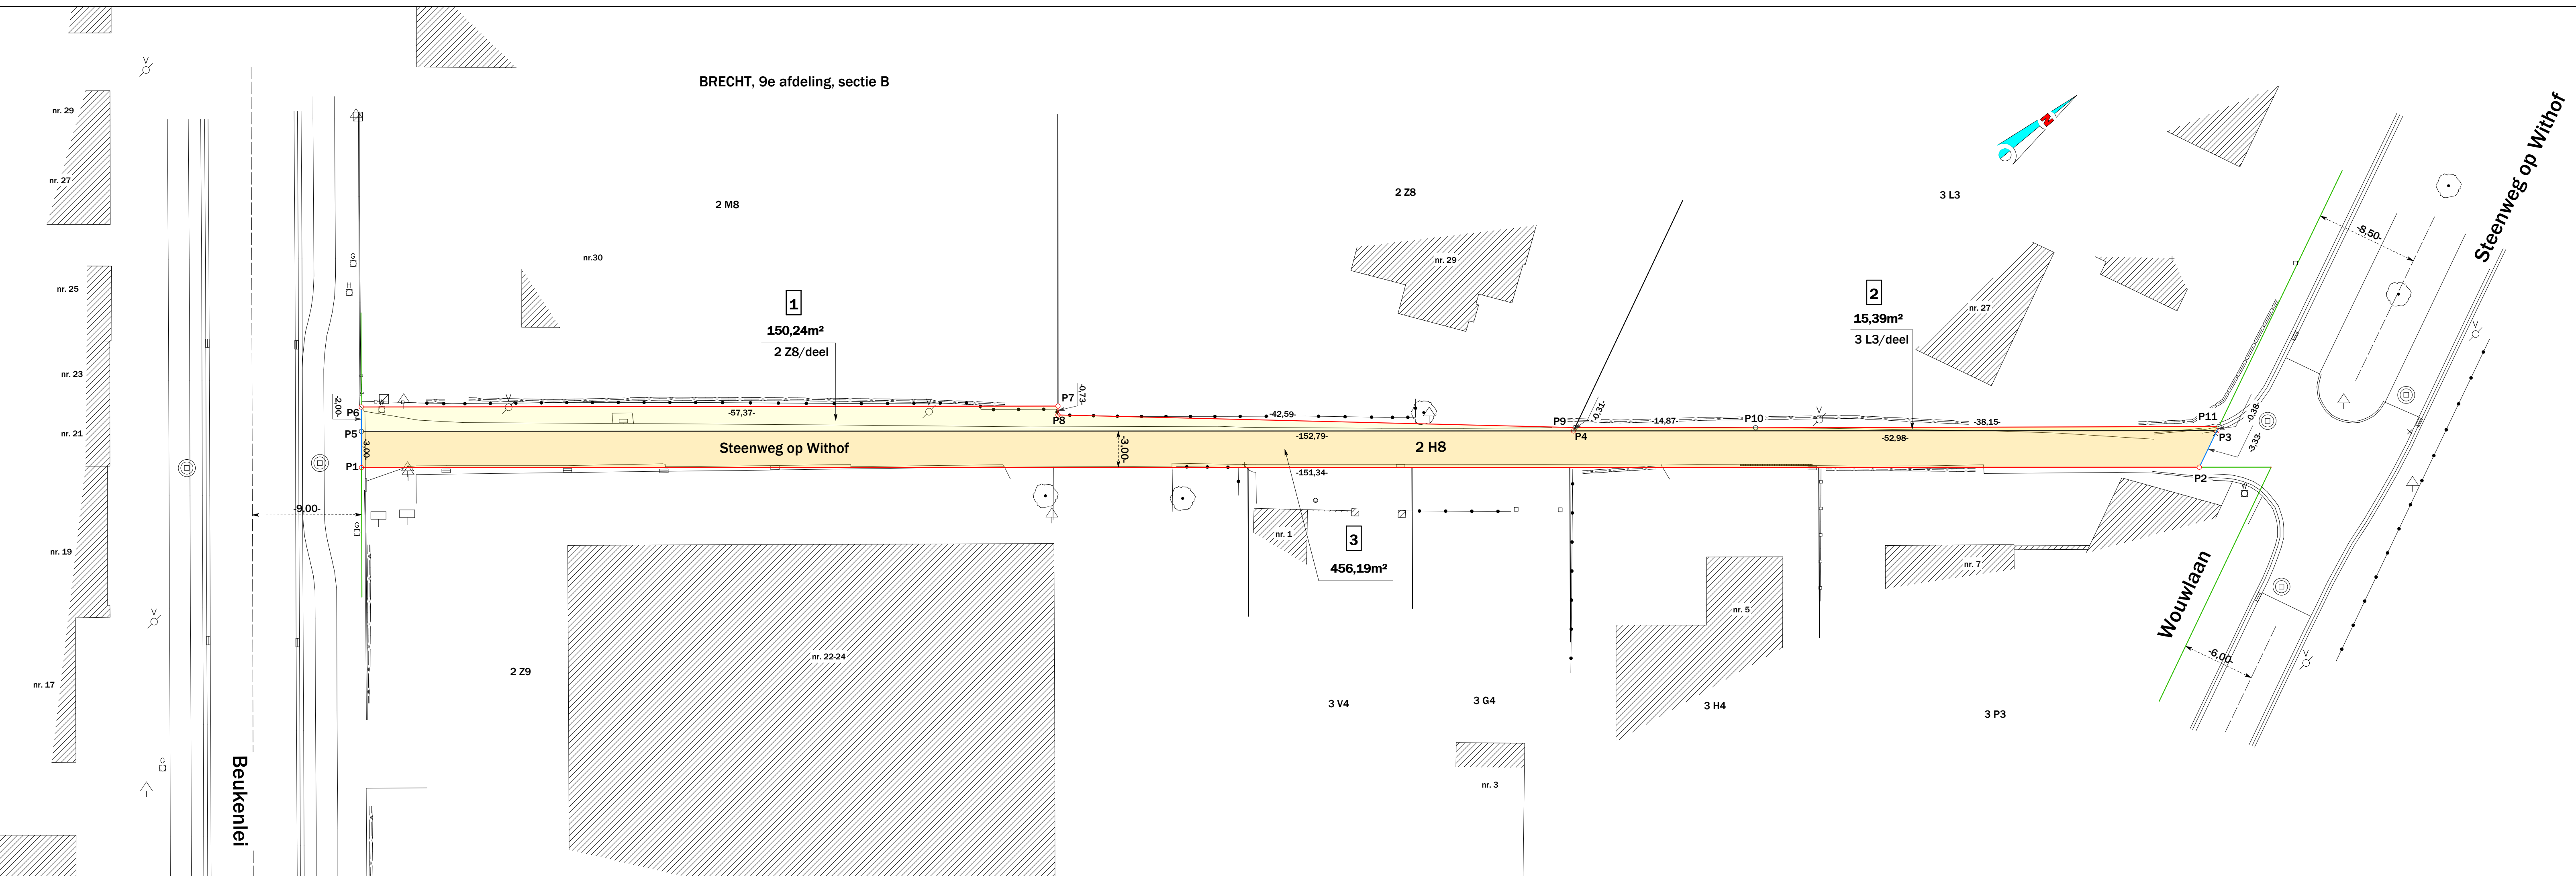 V
BRECHT, 9e afdeling, sectie B
nr. 29
N
Steenweg op Withof
nr. 27
2 M8
2 Z8
3 L3
-8,50-
nr.30
nr. 29
G
H
nr. 25
1
150,24m²
2 Z8/deel
2
15,39m²
3 L3/deel
nr. 27
V
nr. 23
-2,00-
P6
W
V
-57,37-
V
P7
-0,73-
P8
-42,59-
P9
-0,31-
-14,87-
P10
V
-38,15-
P11
-0,38-
nr. 21
P5
-3,00-
Steenweg op Withof
-3,00-
-152,79-
2 H8
P4
-52,98-
P3
-3,33-
P1
-151,34-
P2
W
-9,00-
G
nr. 1
3
456,19m²
nr. 19
nr. 7
Wouwlaan
V
nr. 5
nr. 22-24
-6,00-
V
nr. 17
2 Z9
3 V4
3 G4
3 H4
3 P3
Beukenlei
G
nr. 3